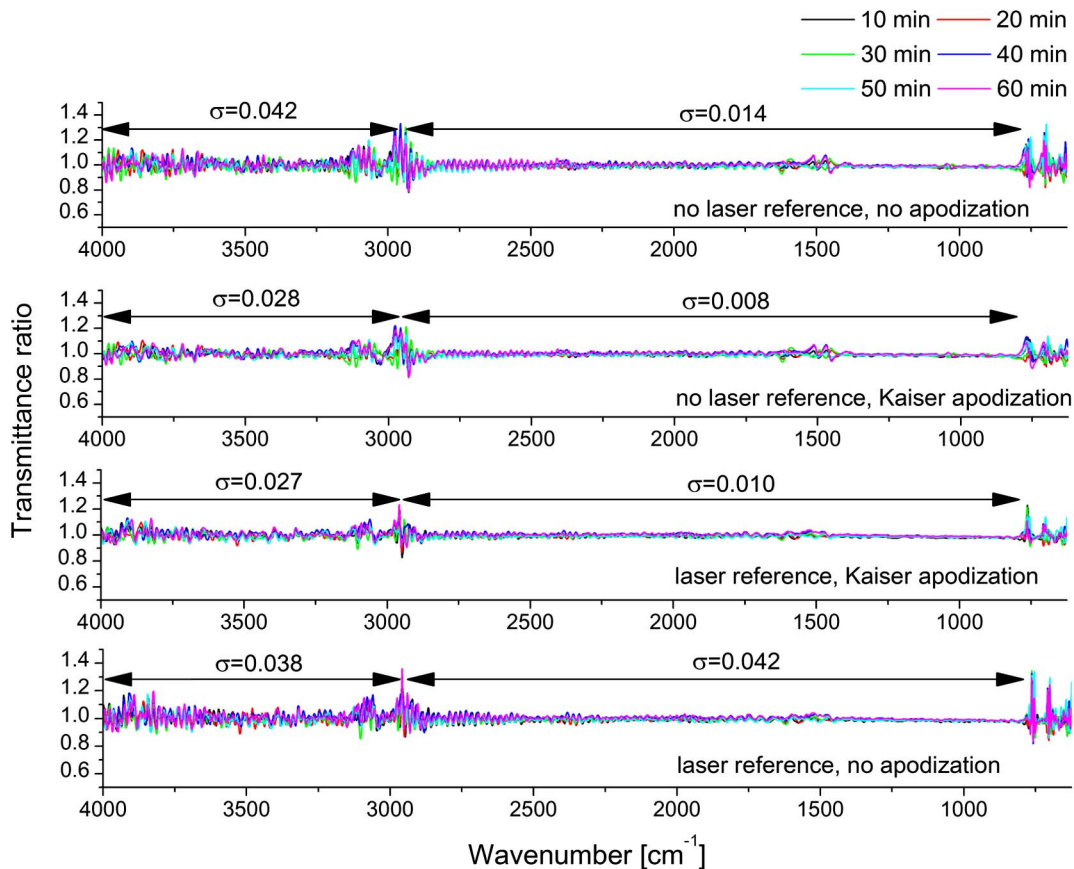 10 min 20 min
30 min 40 min
50 min 60 min
Transmittance ratio
1.4
1.2
1.0
0.8
0.6
σ=0.042 σ=0.014
no laser reference, no apodization
4000 3500 3000 2500 2000 1500 1000
1.4
1.2
1.0
0.8
0.6
σ=0.028 σ=0.008
no laser reference, Kaiser apodization
4000 3500 3000 2500 2000 1500 1000
1.4
1.2
1.0
0.8
0.6
σ=0.027 σ=0.010
laser reference, Kaiser apodization
4000 3500 3000 2500 2000 1500 1000
1.4
1.2
1.0
0.8
0.6
σ=0.038 σ=0.042
laser reference, no apodization
4000 3500 3000 2500 2000 1500 1000
Wavenumber [cm⁻¹]